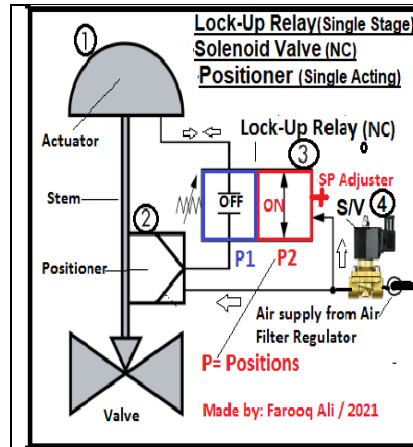 Lock-Up Relay(Single Stage)
Solenoid Valve (NC)
Positioner (Single Acting)
1
Actuator
Lock-Up Relay (NC)
3
SP Adjuster
Stem
OFF
ON
S/V
4
2
P1
P2
Positioner
Air supply from Air
Filter Regulator
P= Positions
Valve
Made by: Farooq Ali / 2021